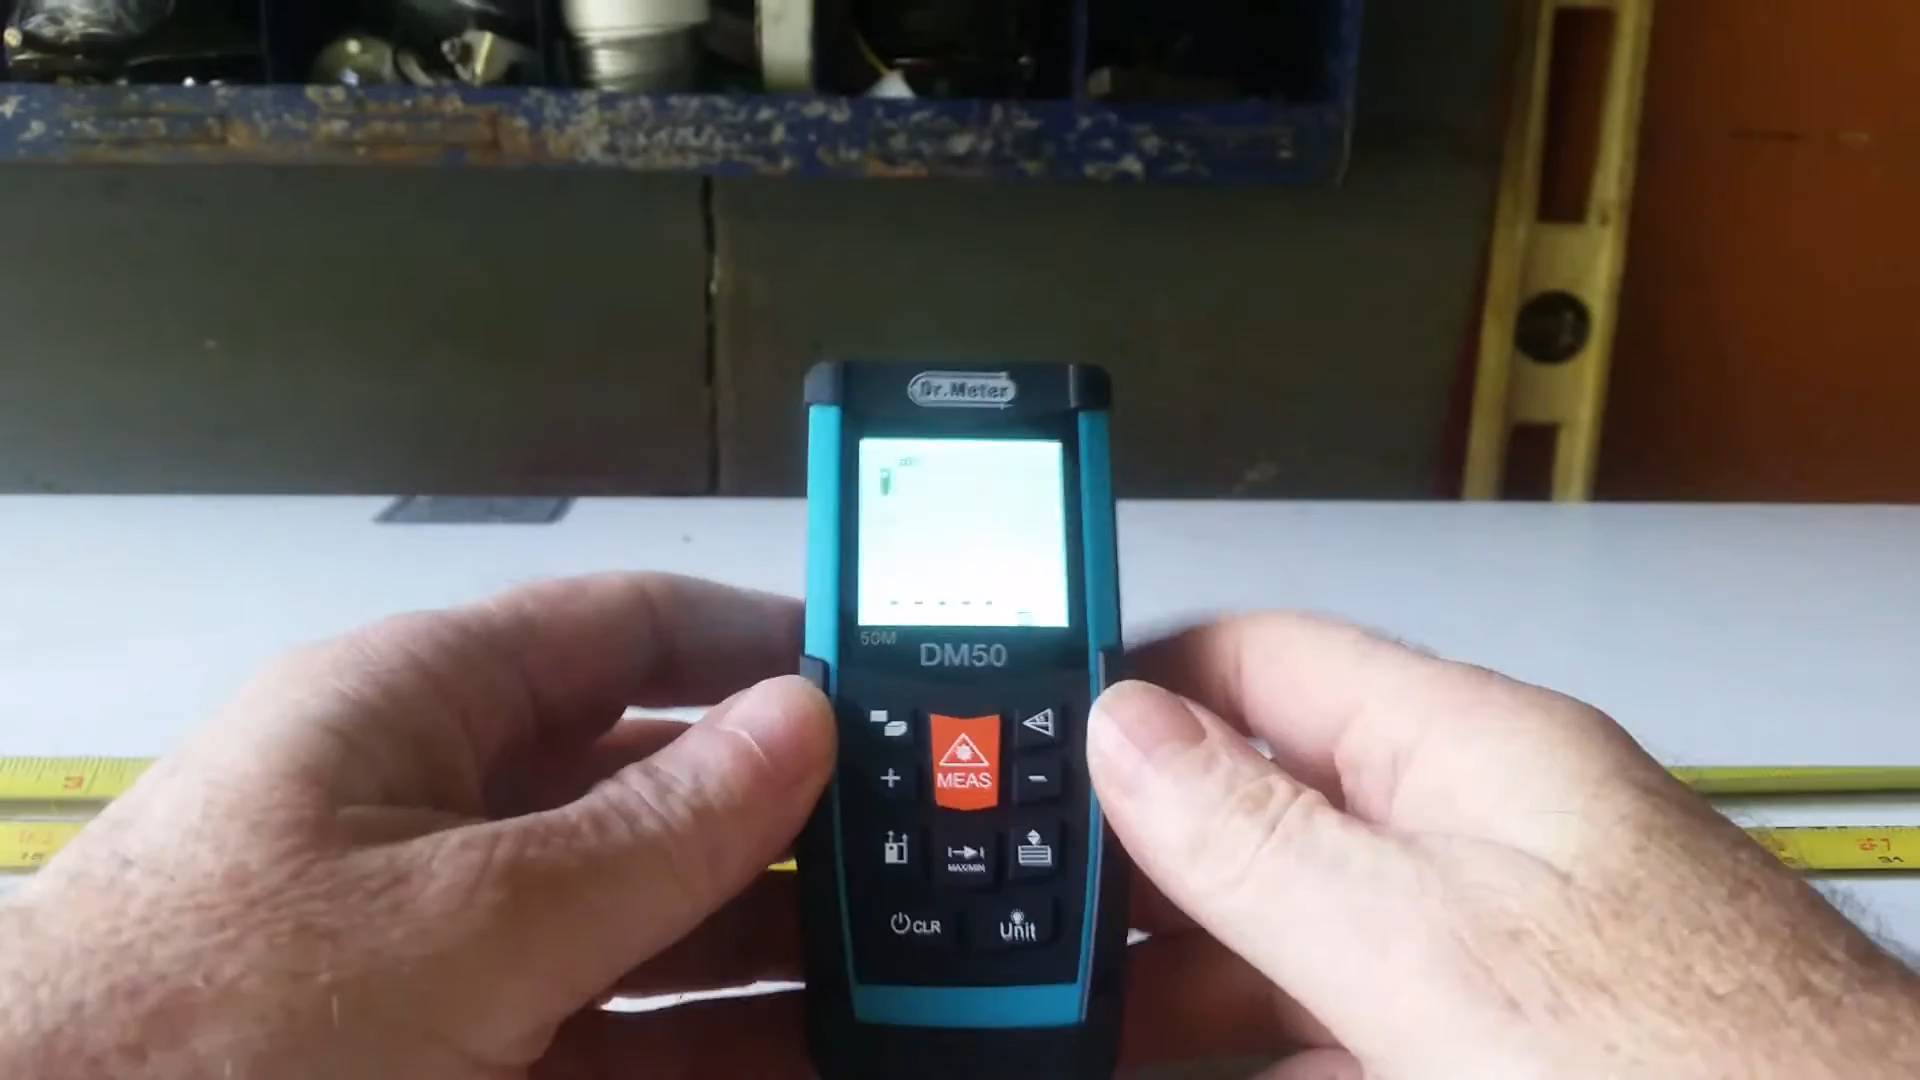 Dr.Meter
50M
DM50
MEAS
+
-
MAX/MIN
CLR
Unit